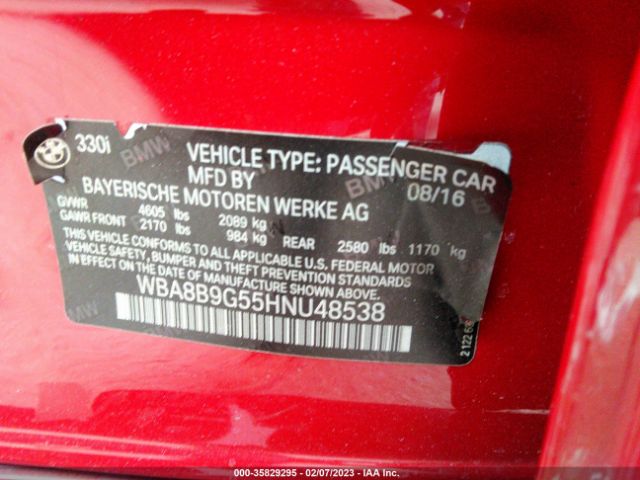 330i
VEHICLE TYPE: PASSENGER CAR
MFD BY
08/16
BAYERISCHE MOTOREN WERKE AG
GVWR 4605 lbs 2089 kg
GAWR FRONT 2170 lbs 984 kg REAR 2580 lbs 1170 kg
THIS VEHICLE CONFORMS TO ALL APPLICABLE U.S. FEDERAL MOTOR
VEHICLE SAFETY, BUMPER AND THEFT PREVENTION STANDARDS
IN EFFECT ON THE DATE OF MANUFACTURE SHOWN ABOVE.
WBA8B9G55HNU48538
00-35829295 - 02/07/2023 - IAA Inc.